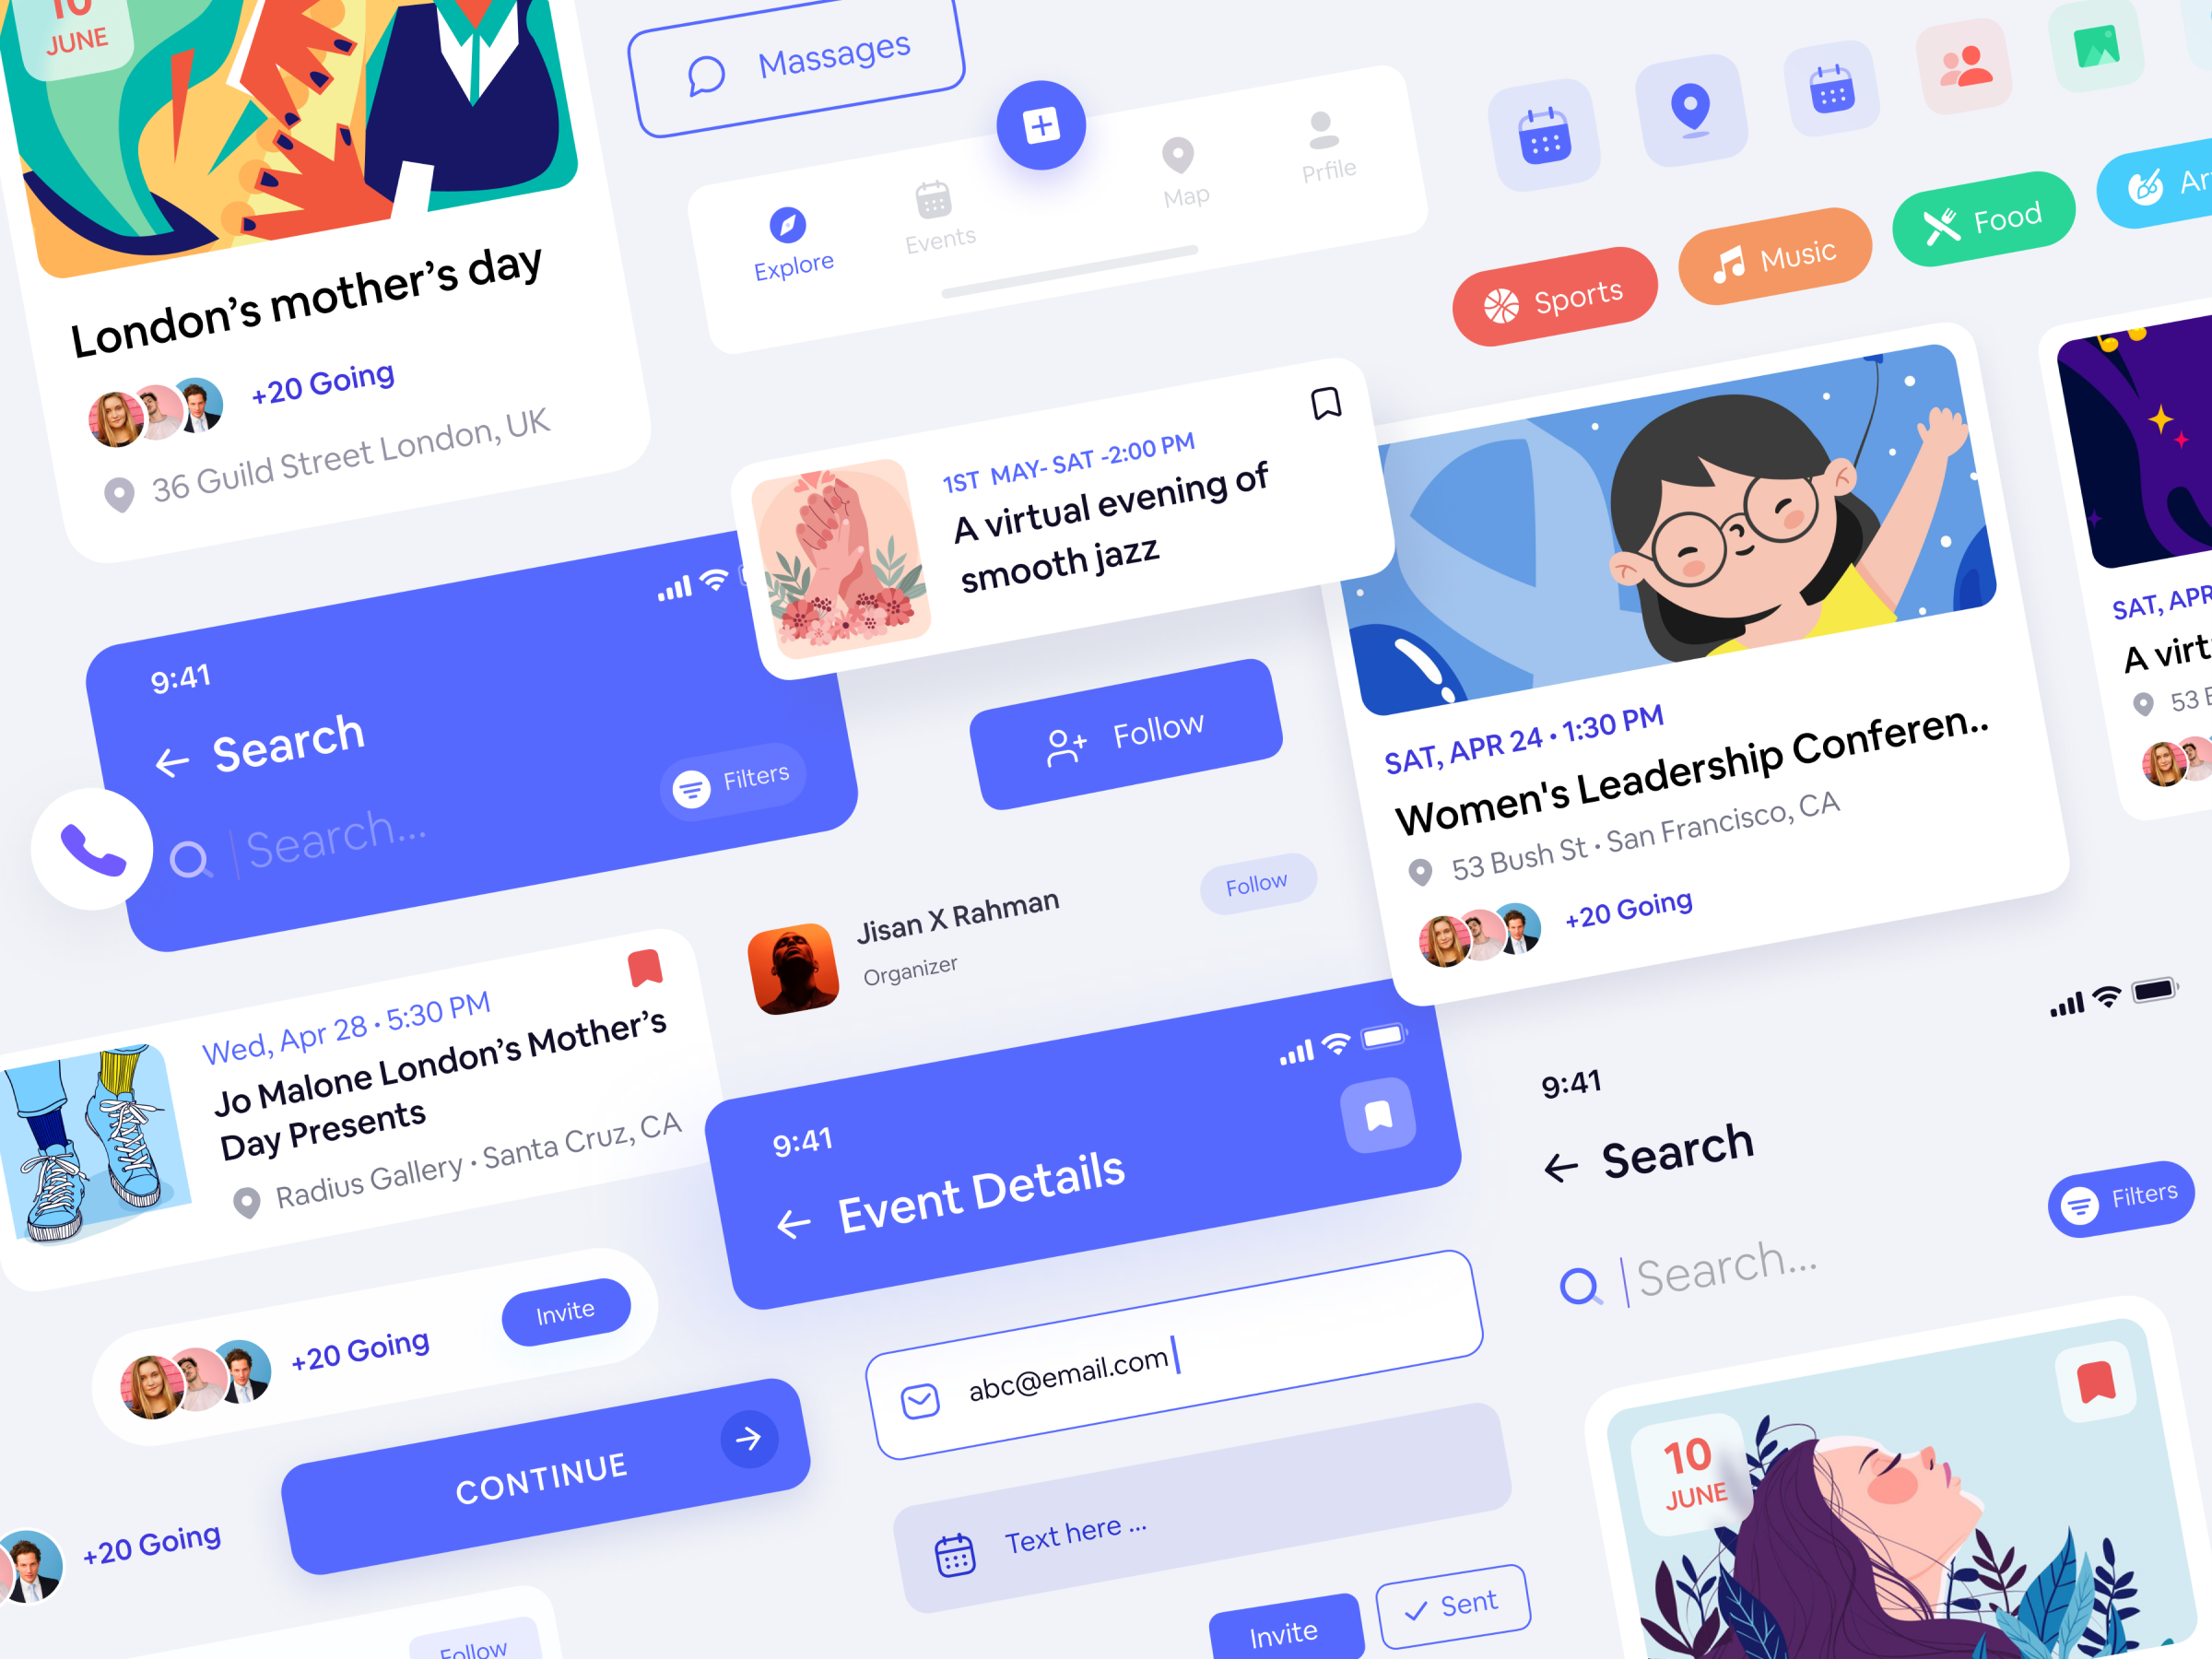 10
JUNE
London’s mother’s day
+20 Going
36 Guild Street London, UK
Massages
Explore
Events
Map
Prfile
Sports
Music
Food
1ST MAY- SAT -2:00 PM
A virtual evening of
smooth jazz
9:41
Search
Search...
Filters
Follow
SAT, APR 24 • 1:30 PM
Women's Leadership Conferen..
53 Bush St • San Francisco, CA
+20 Going
SAT, APR
A virt
53
Jisan X Rahman
Organizer
Follow
Wed, Apr 28 • 5:30 PM
Jo Malone London’s Mother’s
Day Presents
Radius Gallery • Santa Cruz, CA
9:41
Event Details
9:41
Search
Search...
Filters
+20 Going
Invite
CONTINUE
+20 Going
Follow
abc@email.com
Text here ...
Invite
Sent
10
JUNE